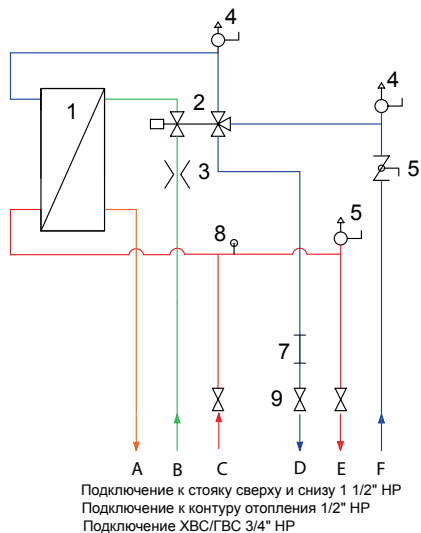 4
4
1
2
3
5
5
8
7
9
A B C D E F
Подключение к стояку сверху и снизу 1 1/2" НР
Подключение к контуру отопления 1/2" НР
Подключение ХВС/ГВС 3/4" НР